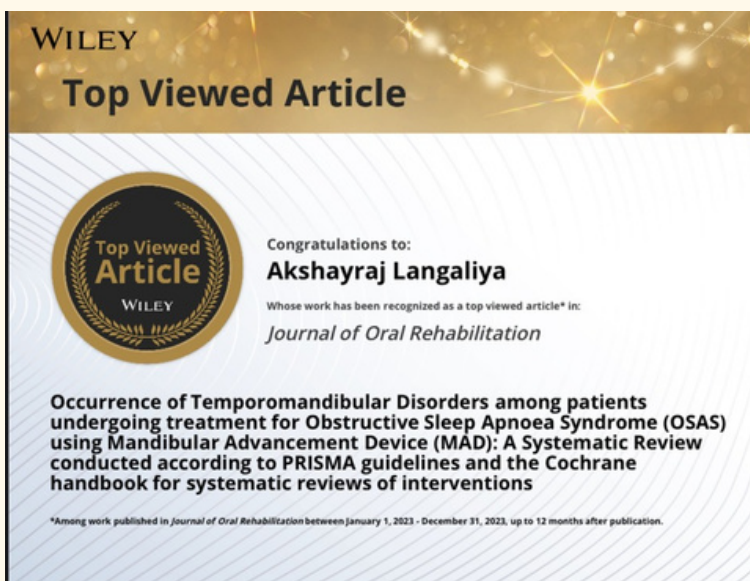 WILEY
Top Viewed Article
Top Viewed
Article
WILEY
Congratulations to:
Akshayraj Langaliya
Whose work has been recognized as a top viewed article* in:
Journal of Oral Rehabilitation
Occurrence of Temporomandibular Disorders among patients
undergoing treatment for Obstructive Sleep Apnoea Syndrome (OSAS)
using Mandibular Advancement Device (MAD): A Systematic Review
conducted according to PRISMA guidelines and the Cochrane
handbook for systematic reviews of interventions
*Among work published in Journal of Oral Rehabilitation between January 1, 2023 - December 31, 2023, up to 12 months after publication.